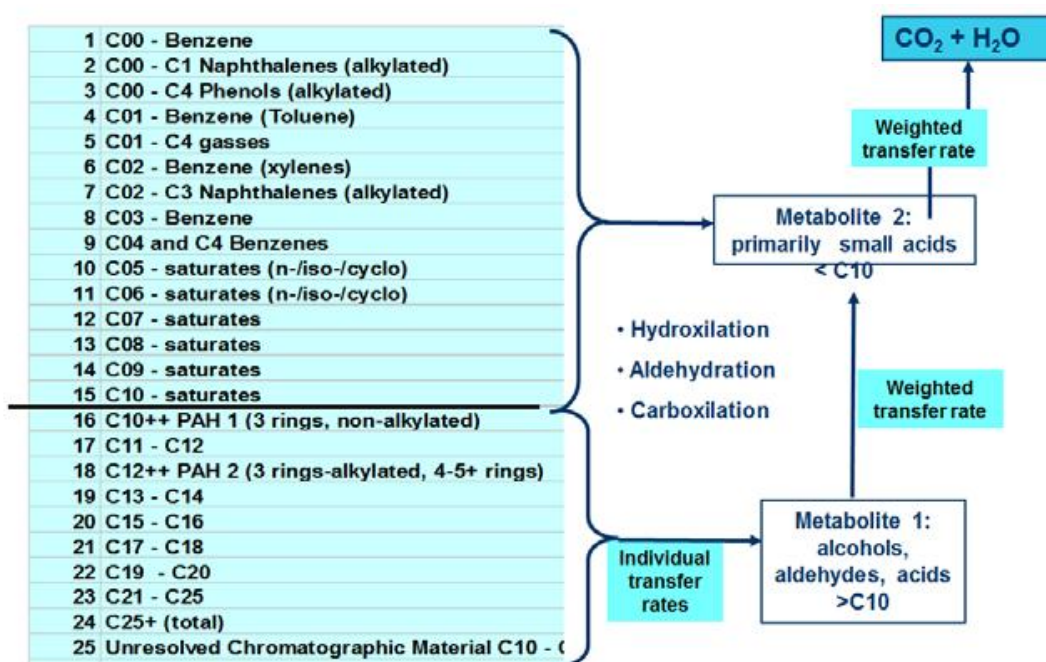 1 C00 - Benzene
2 C00 - C1 Naphthalenes (alkylated)
3 C00 - C4 Phenols (alkylated)
4 C01 - Benzene (Toluene)
5 C01 - C4 gasses
6 C02 - Benzene (xylenes)
7 C02 - C3 Naphthalenes (alkylated)
8 C03 - Benzene
9 C04 and C4 Benzenes
10 C05 - saturates (n-/iso-/cyclo)
11 C06 - saturates (n-/iso-/cyclo)
12 C07 - saturates
13 C08 - saturates
14 C09 - saturates
15 C10 - saturates
16 C10++ PAH 1 (3 rings, non-alkylated)
17 C11 - C12
18 C12++ PAH 2 (3 rings-alkylated, 4-5+ rings)
19 C13 - C14
20 C15 - C16
21 C17 - C18
22 C19 - C20
23 C21 - C25
24 C25+ (total)
25 Unresolved Chromatographic Material C10 -
CO₂ + H₂O
Weighted
transfer rate
Metabolite 2:
primarily small acids
< C10
• Hydroxilation
• Aldehydration
• Carboxilation
Weighted
transfer rate
Individual
transfer
rates
Metabolite 1:
alcohols,
aldehydes, acids
>C10